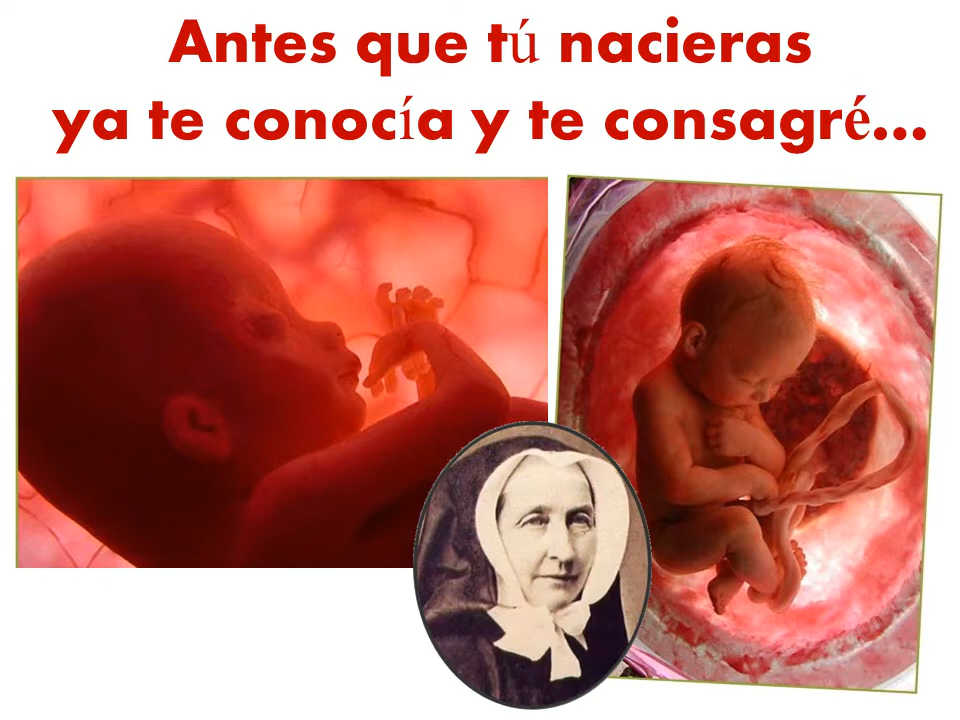 Antes que tú nacieras
ya te conocía y te consagré...